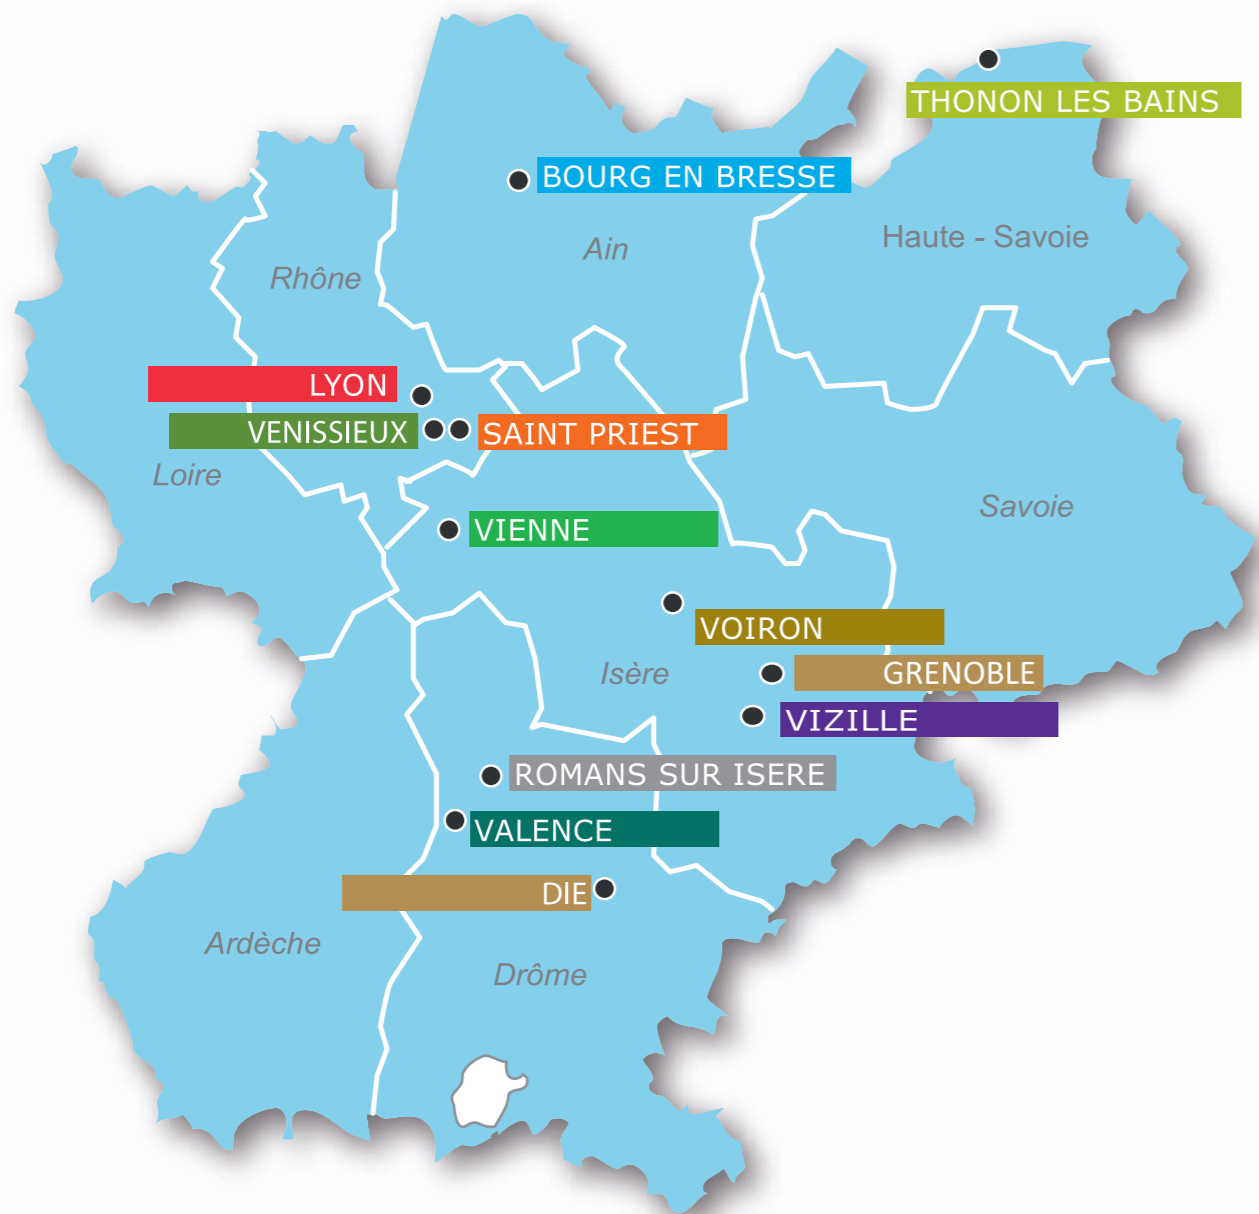 THONON LES BAINS
BOURG EN BRESSE
Haute - Savoie
Ain
Rhône
LYON
VENISSIEUX
SAINT PRIEST
Loire
Savoie
VIENNE
VOIRON
Isère
GRENOBLE
VIZILLE
ROMANS SUR ISERE
VALENCE
DIE
Ardèche
Drôme